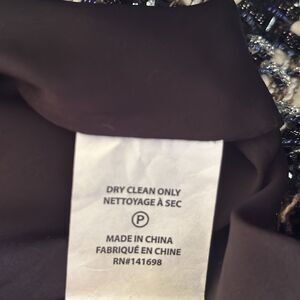 DRY CLEAN ONLY
NETTOYAGE À SEC
P
MADE IN CHINA
FABRIQUÉ EN CHINE
RN#141698